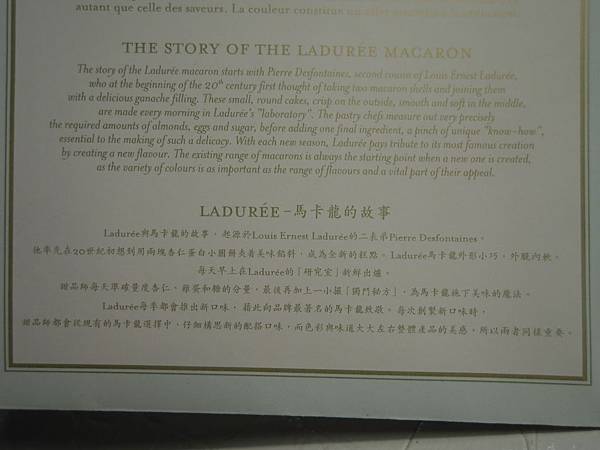 autant que celle des saveurs. La couleur constitue un
THE STORY OF THE LADURÉE MACARON
The story of the Ladurée macaron starts with Pierre Desfontaines, second cousin of Louis Ernest Ladurée,
who at the beginning of the 20th century first thought of taking two macaron shells and joining them
with a delicious ganache filling. These small, round cakes, crisp on the outside, smooth and soft in the middle,
are made every morning in Ladurée's "laboratory". The pastry chefs measure out very precisely
the required amounts of almonds, eggs and sugar, before adding one final ingredient, a pinch of unique "know-how",
essential to the making of such a delicacy. With each new season, Ladurée pays tribute to its most famous creation
by creating a new flavour. The existing range of macarons is always the starting point when a new one is created,
as the variety of colours is as important as the range of flavours and a vital part of their appeal.
LADURÉE – 馬卡龍的故事
Ladurée與馬卡龍的故事，起源於Louis Ernest Ladurée的二表弟Pierre Desfontaines。
他率先在20世紀初想到用兩塊杏仁蛋白小圓餅夾著美味餡料，成為全新的糕點。Ladurée馬卡龍外形小巧，外脆內軟，
每天早上在Ladurée的「研究室」新鮮出爐。
甜品師每天準確量度杏仁、雞蛋和糖的分量，最後再加上一小撮「獨門秘方」，為馬卡龍施下美味的魔法。
Ladurée每季都會推出新口味，藉此向品牌最著名的馬卡龍致敬。每次創製新口味時，
甜品師都會從現有的馬卡龍選擇中，仔細構思新的配搭口味，而色彩與味道大大左右整體產品的美感，所以兩者同樣重要。